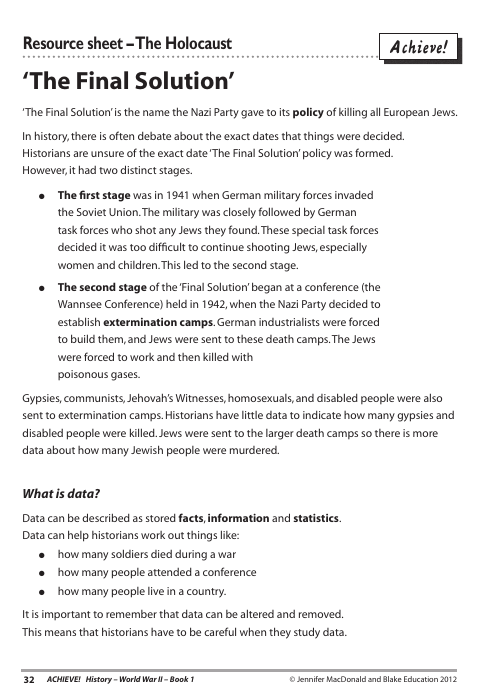 Resource sheet – The Holocaust
Achieve!
‘The Final Solution’
‘The Final Solution’ is the name the Nazi Party gave to its policy of killing all European Jews.
In history, there is often debate about the exact dates that things were decided.
Historians are unsure of the exact date ‘The Final Solution’ policy was formed.
However, it had two distinct stages.
● The first stage was in 1941 when German military forces invaded
the Soviet Union. The military was closely followed by German
task forces who shot any Jews they found. These special task forces
decided it was too difficult to continue shooting Jews, especially
women and children. This led to the second stage.
● The second stage of the ‘Final Solution’ began at a conference (the
Wannsee Conference) held in 1942, when the Nazi Party decided to
establish extermination camps. German industrialists were forced
to build them, and Jews were sent to these death camps. The Jews
were forced to work and then killed with
poisonous gases.
Gypsies, communists, Jehovah’s Witnesses, homosexuals, and disabled people were also
sent to extermination camps. Historians have little data to indicate how many gypsies and
disabled people were killed. Jews were sent to the larger death camps so there is more
data about how many Jewish people were murdered.
What is data?
Data can be described as stored facts, information and statistics.
Data can help historians work out things like:
● how many soldiers died during a war
● how many people attended a conference
● how many people live in a country.
It is important to remember that data can be altered and removed.
This means that historians have to be careful when they study data.
32 ACHIEVE! History – World War II – Book 1 © Jennifer MacDonald and Blake Education 2012